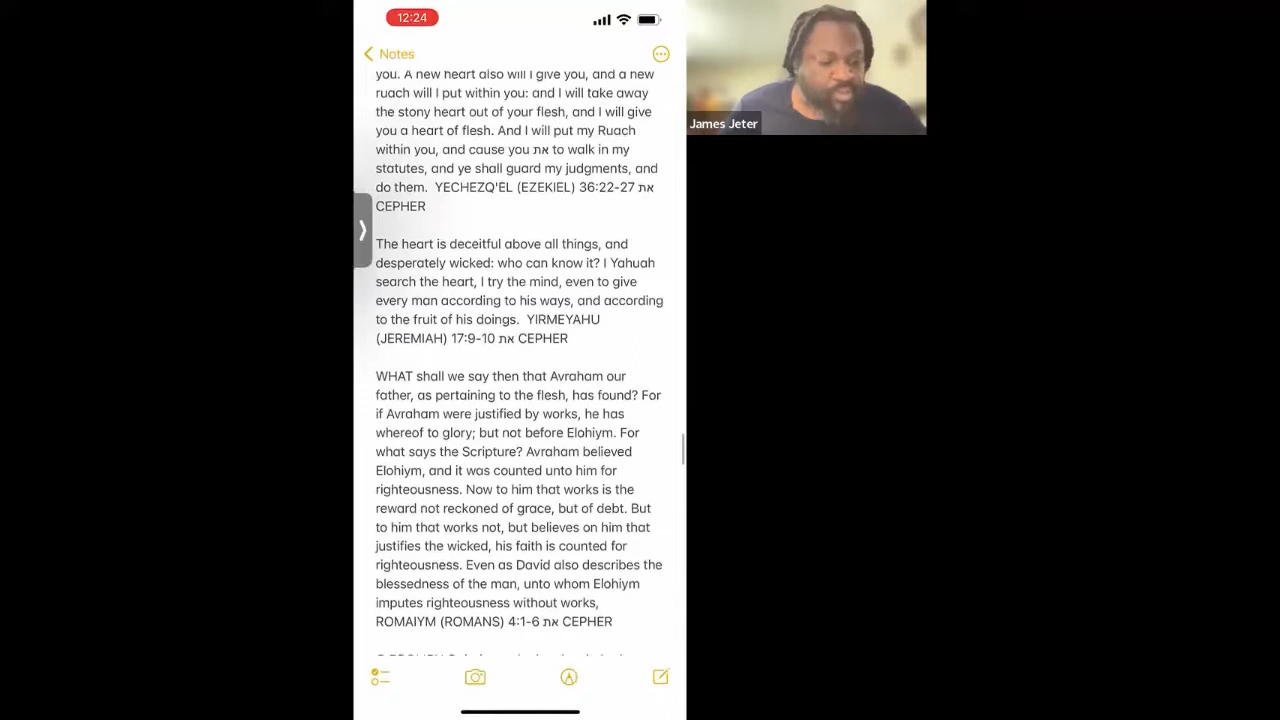 12:24
Notes
you. A new heart also will I give you, and a new
ruach will I put within you: and I will take away
the stony heart out of your flesh, and I will give
you a heart of flesh. And I will put my Ruach
within you, and cause you את to walk in my
statutes, and ye shall guard my judgments, and
do them.  YECHEZQ'EL (EZEKIEL) 36:22-27 את
CEPHER
The heart is deceitful above all things, and
desperately wicked: who can know it? I Yahuah
search the heart, I try the mind, even to give
every man according to his ways, and according
to the fruit of his doings.  YIRMEYAHU
(JEREMIAH) 17:9-10 את CEPHER
WHAT shall we say then that Avraham our
father, as pertaining to the flesh, has found? For
if Avraham were justified by works, he has
whereof to glory; but not before Elohiym. For
what says the Scripture? Avraham believed
Elohiym, and it was counted unto him for
righteousness. Now to him that works is the
reward not reckoned of grace, but of debt. But
to him that works not, but believes on him that
justifies the wicked, his faith is counted for
righteousness. Even as David also describes the
blessedness of the man, unto whom Elohiym
imputes righteousness without works,
ROMAIYM (ROMANS) 4:1-6 את CEPHER
James Jeter